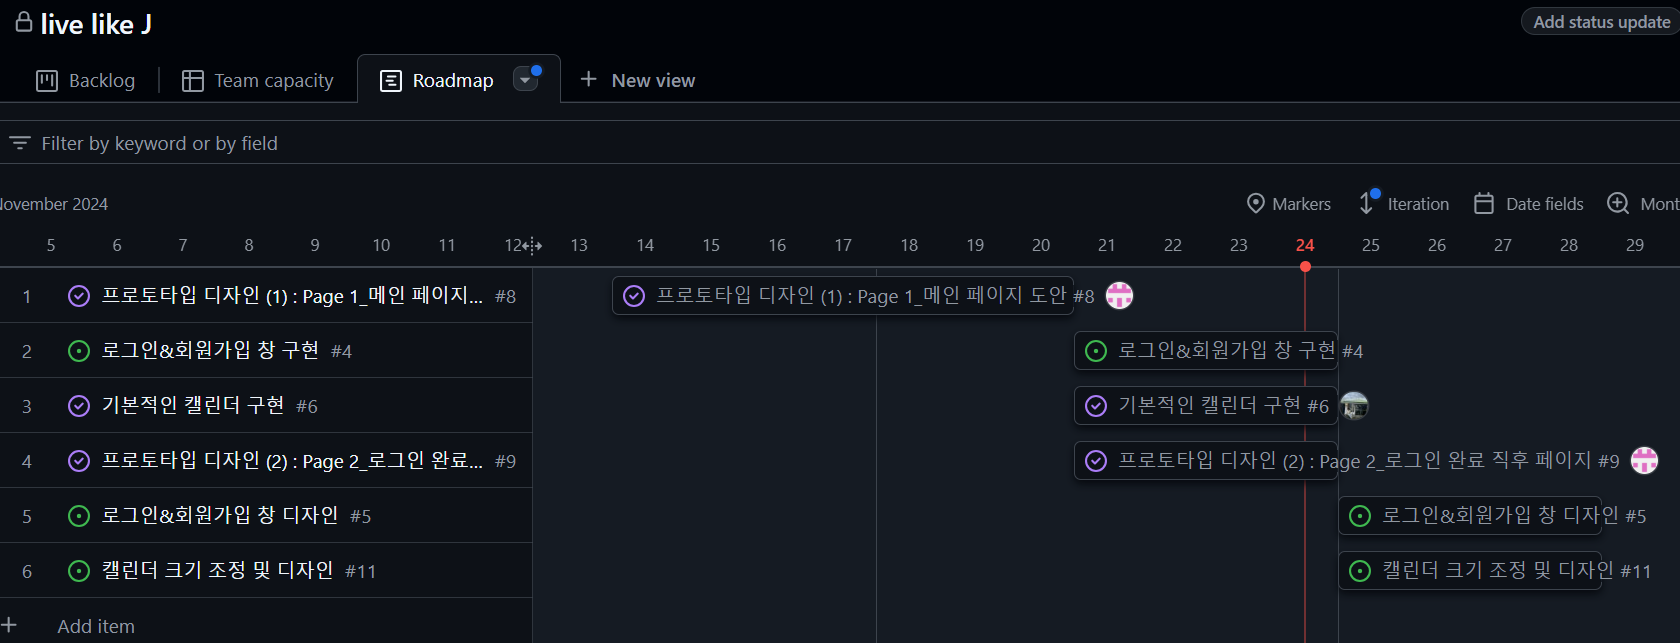 live like J
Add status update
Backlog
Team capacity
Roadmap
New view
Filter by keyword or by field
November 2024
Markers
Iteration
Date fields
Mont
5 6 7 8 9 10 11 12 13 14 15 16 17 18 19 20 21 22 23 24 25 26 27 28 29
1 프로토타입 디자인 (1) : Page 1_메인 페이지... #8
프로토타입 디자인 (1) : Page 1_메인 페이지 도안 #8
2 로그인&회원가입 창 구현 #4
로그인&회원가입 창 구현 #4
3 기본적인 캘린더 구현 #6
기본적인 캘린더 구현 #6
4 프로토타입 디자인 (2) : Page 2_로그인 완료... #9
프로토타입 디자인 (2) : Page 2_로그인 완료 직후 페이지 #9
5 로그인&회원가입 창 디자인 #5
로그인&회원가입 창 디자인 #5
6 캘린더 크기 조정 및 디자인 #11
캘린더 크기 조정 및 디자인 #11
Add item